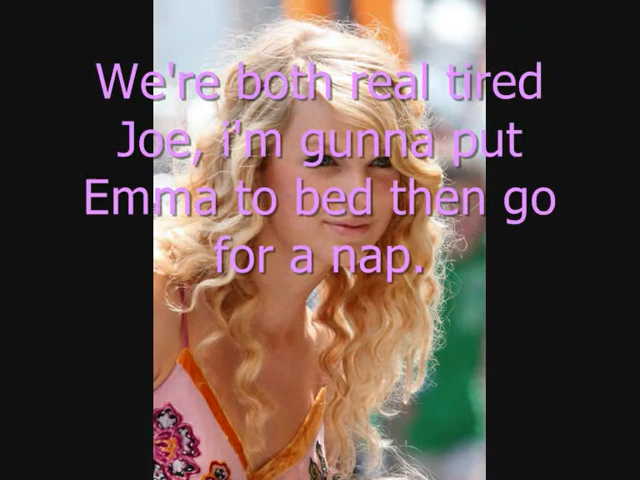 We're both real tired
Joe, i'm gunna put
Emma to bed then go
for a nap.